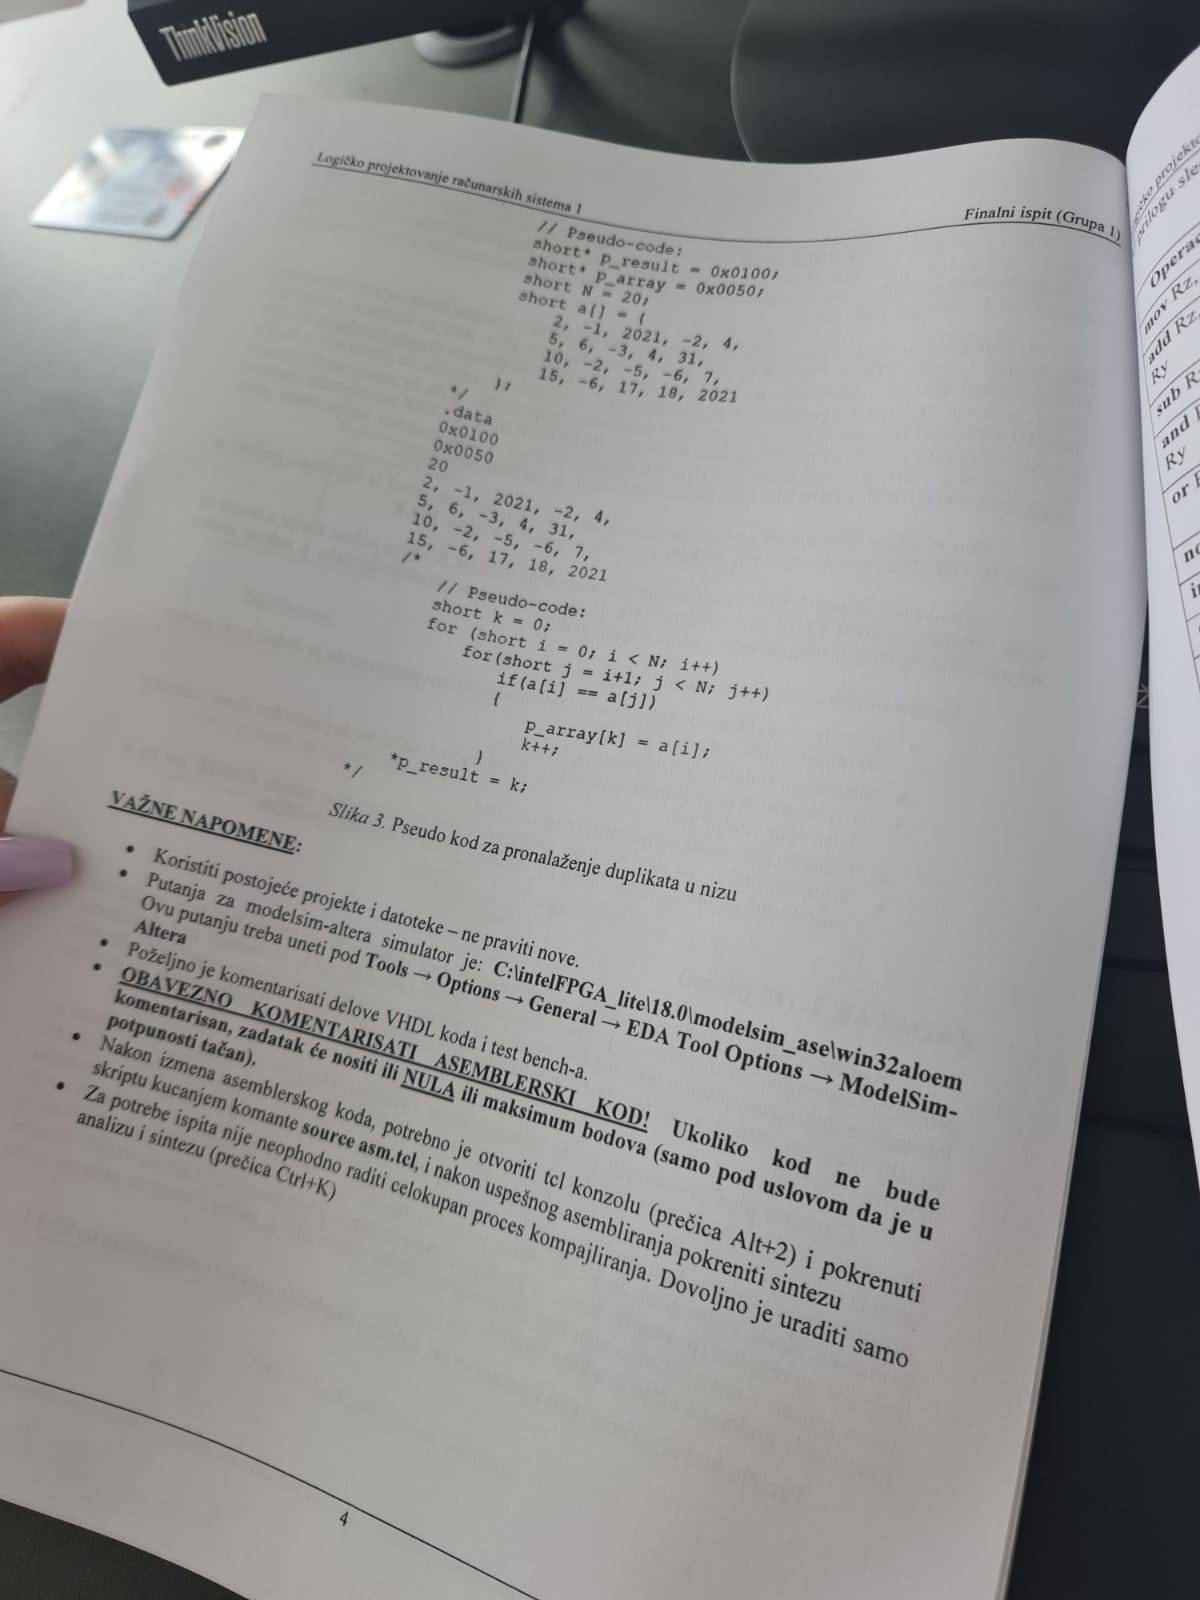 ThinkVision
Logičko projektovanje računarskih sistema 1
Finalni ispit (Grupa 1)
// Pseudo-code:
short* p_result = 0x0100;
short* p_array = 0x0050;
short N = 20;
short a[] = {
2, -1, 2021, -2, 4,
5, 6, -3, 4, 31,
10, -2, -5, -6, 7,
15, -6, 17, 18, 2021
};
*/
.data
0x0100
0x0050
20
2, -1, 2021, -2, 4,
5, 6, -3, 4, 31,
10, -2, -5, -6, 7,
15, -6, 17, 18, 2021
/*
// Pseudo-code:
short k = 0;
for (short i = 0; i < N; i++)
for(short j = i+1; j < N; j++)
if(a[i] == a[j])
{
p_array[k] = a[i];
k++;
}
*p_result = k;
*/
Slika 3. Pseudo kod za pronalaženje duplikata u nizu
VAŽNE NAPOMENE:
• Koristiti postojeće projekte i datoteke – ne praviti nove.
• Putanja za modelsim-altera simulator je: C:\intelFPGA_lite\18.0\modelsim_ase\win32aloem
Ovu putanju treba uneti pod Tools → Options → General → EDA Tool Options → ModelSim-
Altera
• Poželjno je komentarisati delove VHDL koda i test bench-a.
• OBAVEZNO KOMENTARISATI ASEMBLERSKI KOD! Ukoliko kod ne bude
komentarisan, zadatak će nositi ili NULA ili maksimum bodova (samo pod uslovom da je u
potpunosti tačan).
• Nakon izmena asemblerskog koda, potrebno je otvoriti tcl konzolu (prečica Alt+2) i pokrenuti
skriptu kucanjem komante source asm.tcl, i nakon uspešnog asembliranja pokreniti sintezu
• Za potrebe ispita nije neophodno raditi celokupan proces kompajliranja. Dovoljno je uraditi samo
analizu i sintezu (prečica Ctrl+K)
4
prilogu
mov Rz,
add Rz,
Ry
sub
and
Ry
or